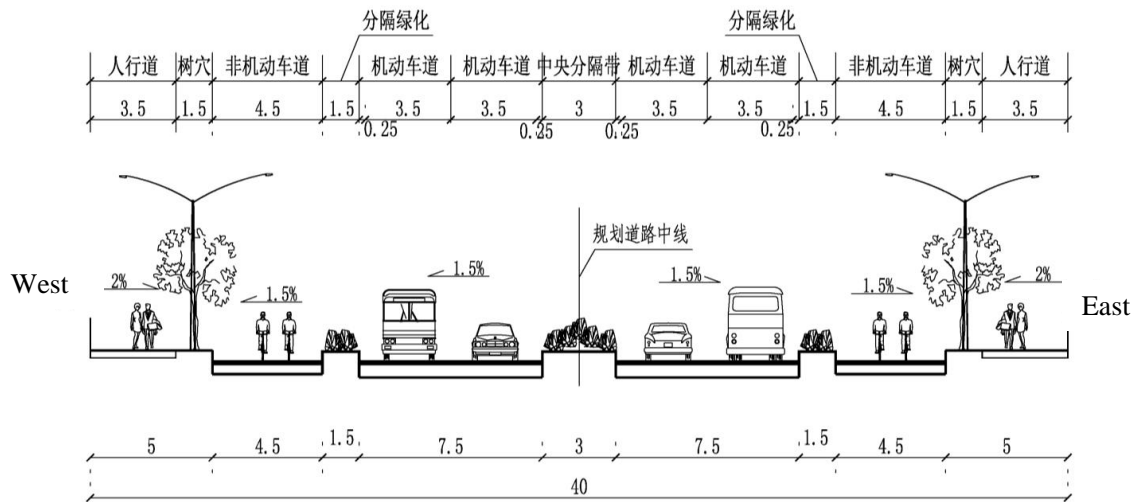 分隔绿化 分隔绿化
人行道 树穴 非机动车道 机动车道 机动车道 中央分隔带 机动车道 机动车道 非机动车道 树穴 人行道
3.5 1.5 4.5 1.5 3.5 3.5 3 3.5 3.5 1.5 4.5 1.5 3.5
0.25 0.25 0.25 0.25
规划道路中线
West 2% 1.5% 1.5% 1.5% 1.5% 2% East
5 4.5 1.5 7.5 3 7.5 1.5 4.5 5
40